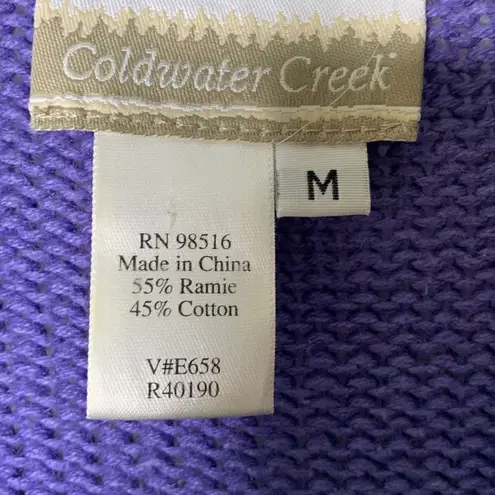 Coldwater Creek
M
RN 98516
Made in China
55% Ramie
45% Cotton
V#E658
R40190